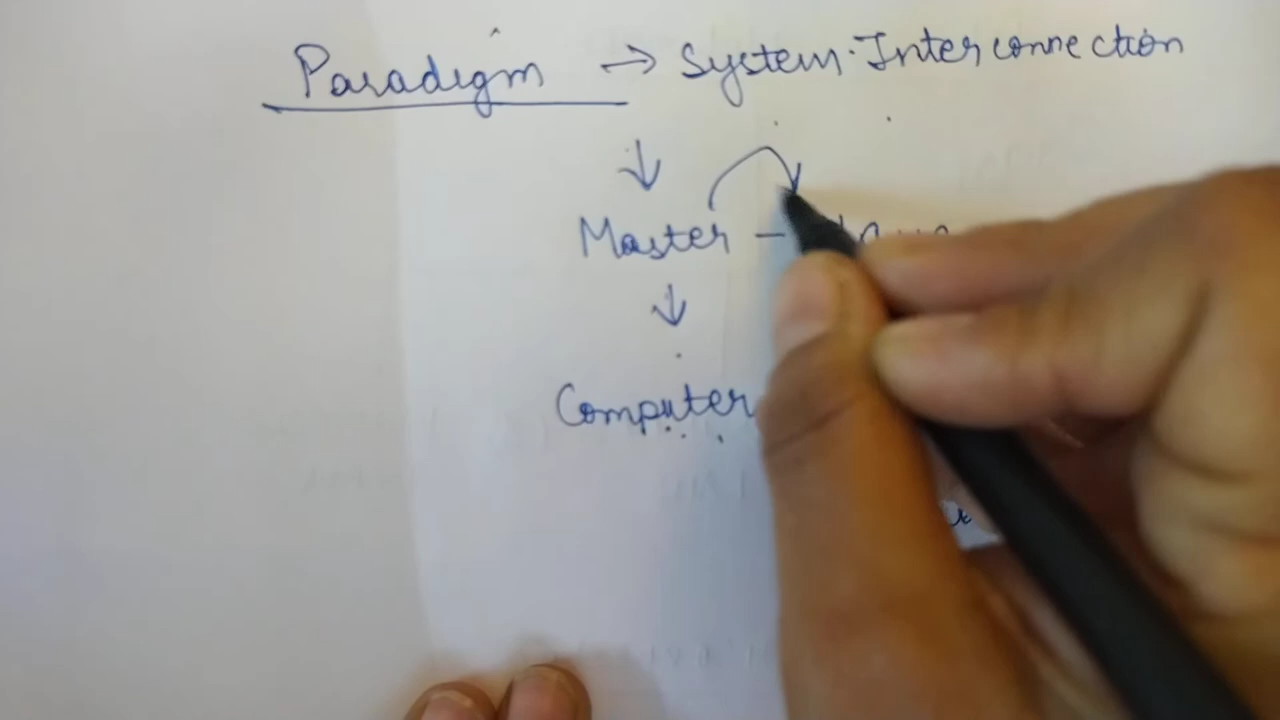 Paradigm → System Interconnection
↓
Master -
↓
Computer